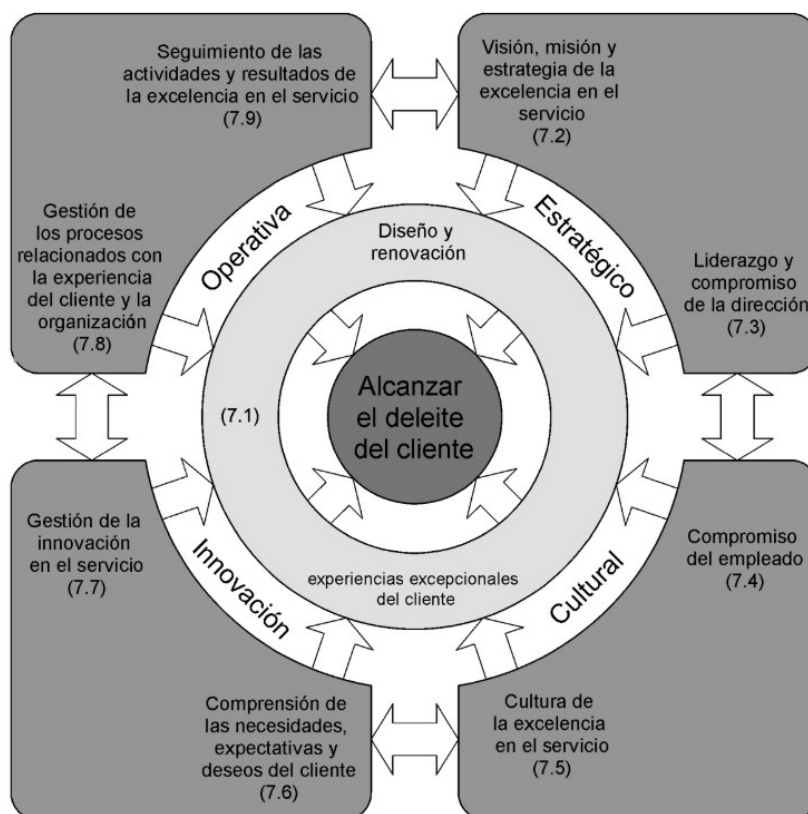 Seguimiento de las
actividades y resultados de
la excelencia en el servicio
(7.9)
Visión, misión y
estrategia de la
excelencia en el
servicio
(7.2)
Gestión de
los procesos
relacionados con
la experiencia
del cliente y la
organización
(7.8)
Operativa
Diseño y
renovación
Estratégico
Liderazgo y
compromiso
de la dirección
(7.3)
(7.1)
Alcanzar
el deleite
del cliente
Gestión de la
innovación
en el servicio
(7.7)
Innovación
experiencias excepcionales
del cliente
Cultural
Compromiso
del empleado
(7.4)
Comprensión de
las necesidades,
expectativas y
deseos del cliente
(7.6)
Cultura de
la excelencia
en el servicio
(7.5)